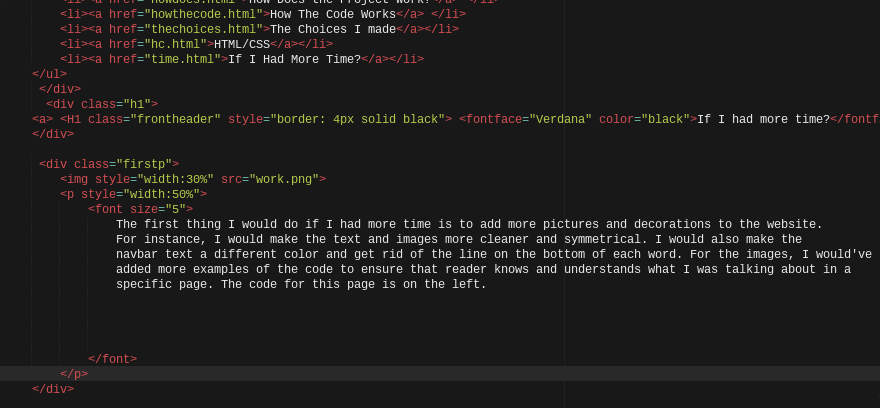 <li><a href="howdoes.html">How Does the Project Work?</a> </li>
<li><a href="howthecode.html">How The Code Works</a> </li>
<li><a href="thechoices.html">The Choices I made</a></li>
<li><a href="hc.html">HTML/CSS</a></li>
<li><a href="time.html">If I Had More Time?</a></li>
</ul>
</div>
<div class="h1">
<a> <H1 class="frontheader" style="border: 4px solid black"> <fontface="Verdana" color="black">If I had more time?</fontf
</div>
<div class="firstp">
<img style="width:30%" src="work.png">
<p style="width:50%">
<font size="5">
The first thing I would do if I had more time is to add more pictures and decorations to the website.
For instance, I would make the text and images more cleaner and symmetrical. I would also make the
navbar text a different color and get rid of the line on the bottom of each word. For the images, I would've
added more examples of the code to ensure that reader knows and understands what I was talking about in a
specific page. The code for this page is on the left.
</font>
</p>
</div>